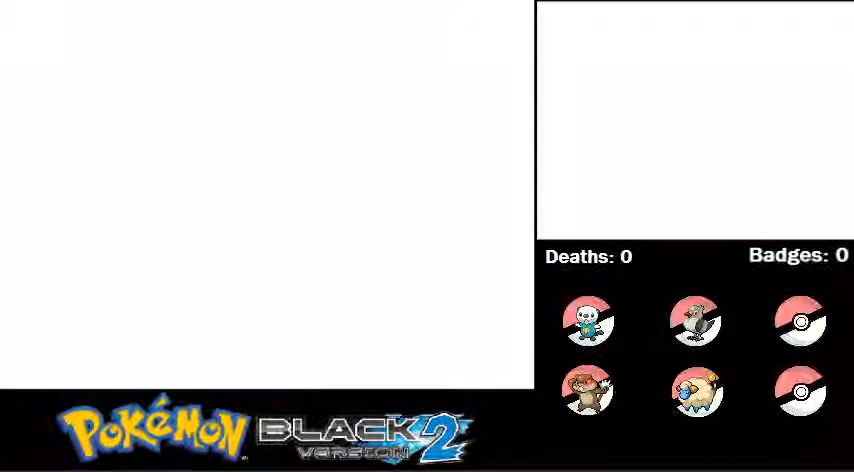 Deaths: 0
Badges: 0
POKéMON
BLACK 2
VERSION